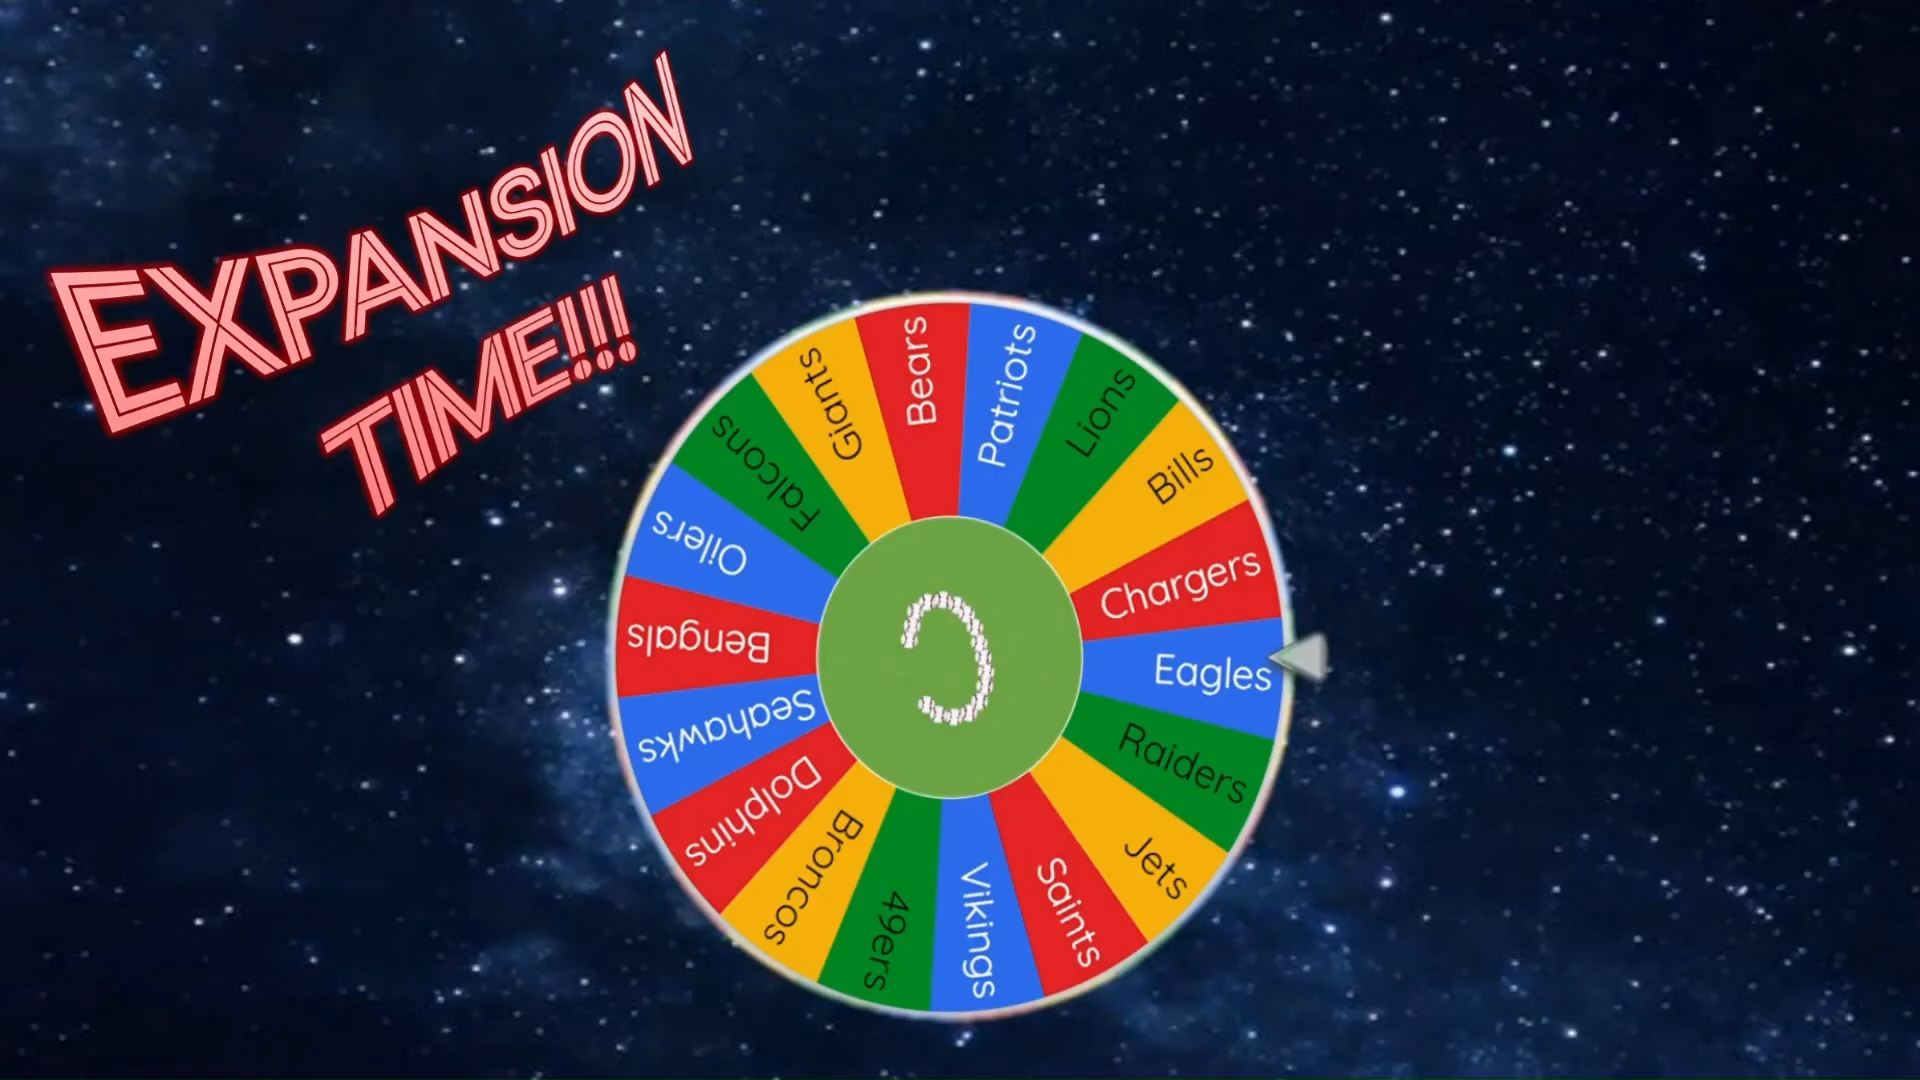 EXPANSION
TIME!!!
Bears
Patriots
Lions
Bills
Chargers
Eagles
Raiders
Jets
Saints
Vikings
49ers
Broncos
Dolphins
Seahawks
Bengals
Oilers
Falcons
Giants